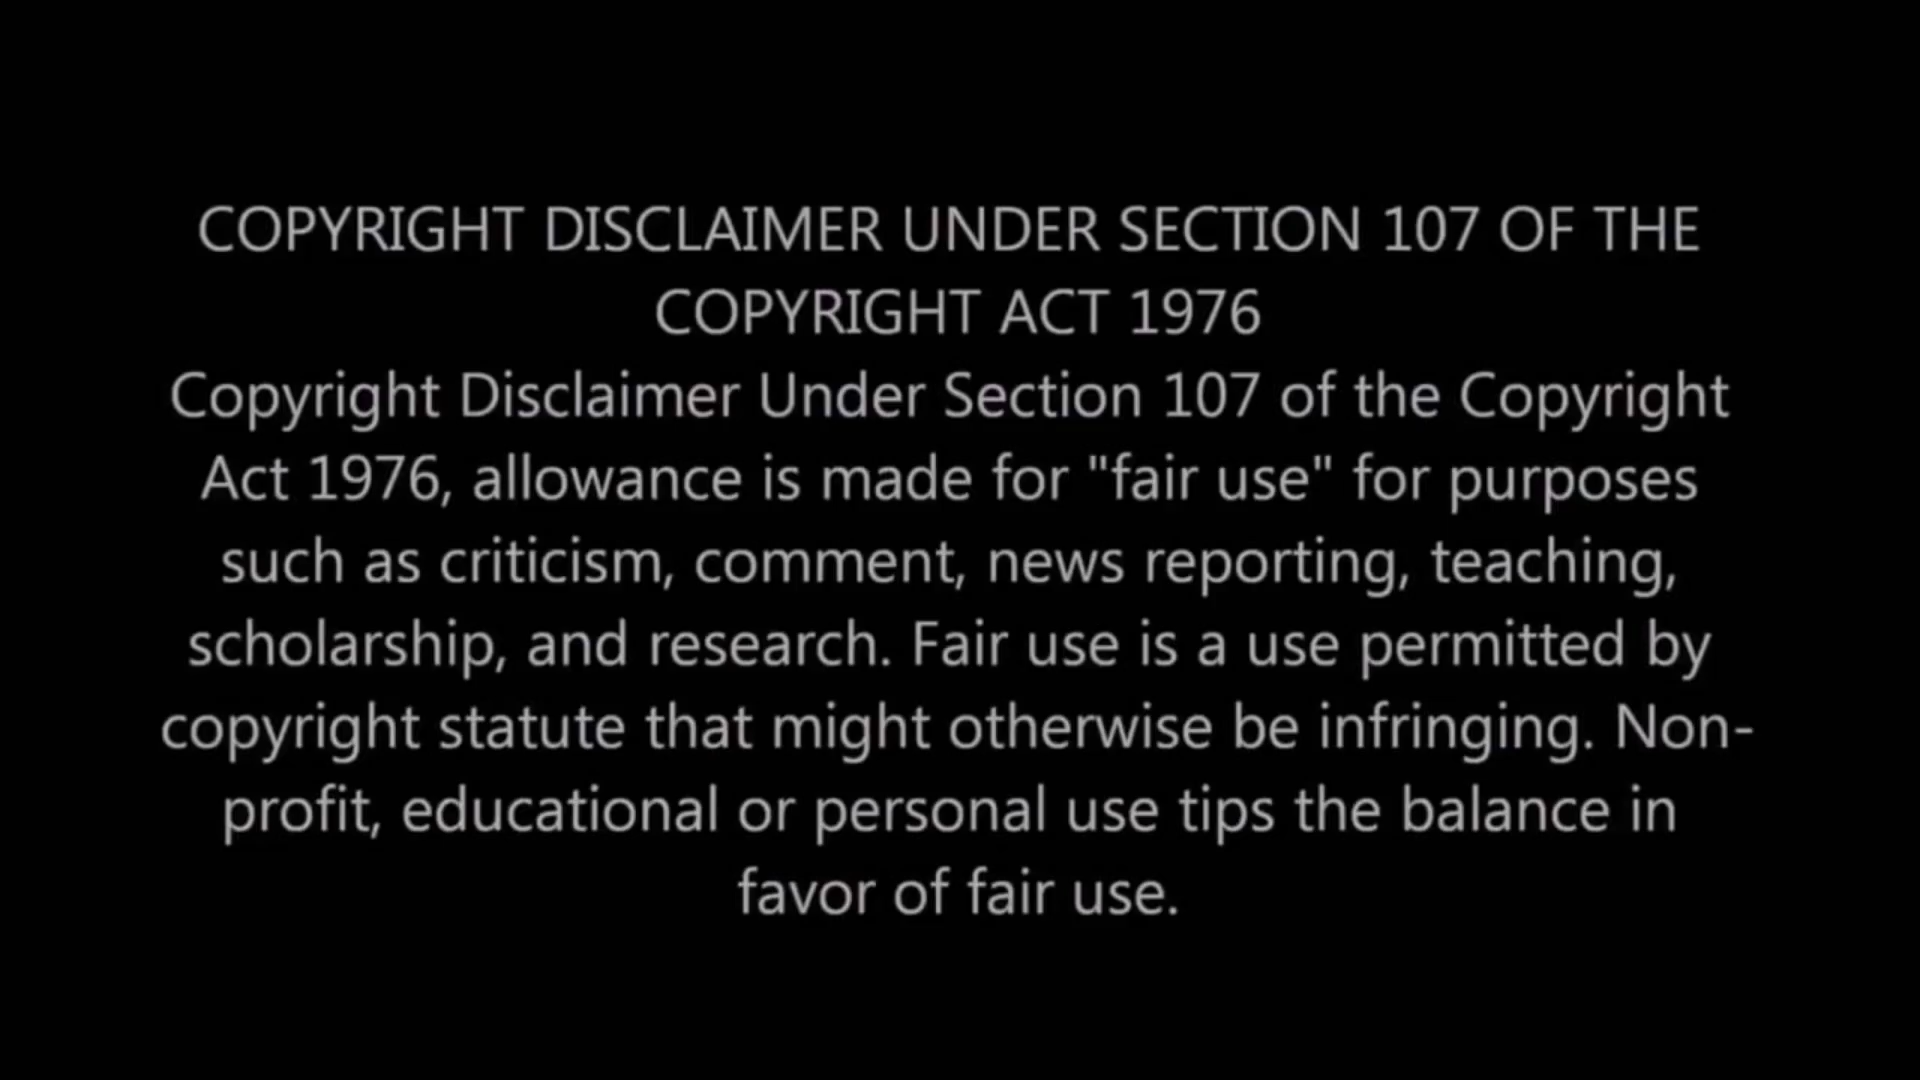 COPYRIGHT DISCLAIMER UNDER SECTION 107 OF THE
COPYRIGHT ACT 1976
Copyright Disclaimer Under Section 107 of the Copyright
Act 1976, allowance is made for "fair use" for purposes
such as criticism, comment, news reporting, teaching,
scholarship, and research. Fair use is a use permitted by
copyright statute that might otherwise be infringing. Non-
profit, educational or personal use tips the balance in
favor of fair use.